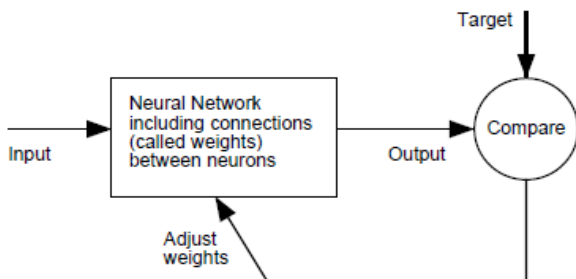 Target
Neural Network
including connections
(called weights)
between neurons
Compare
Input
Output
Adjust
weights